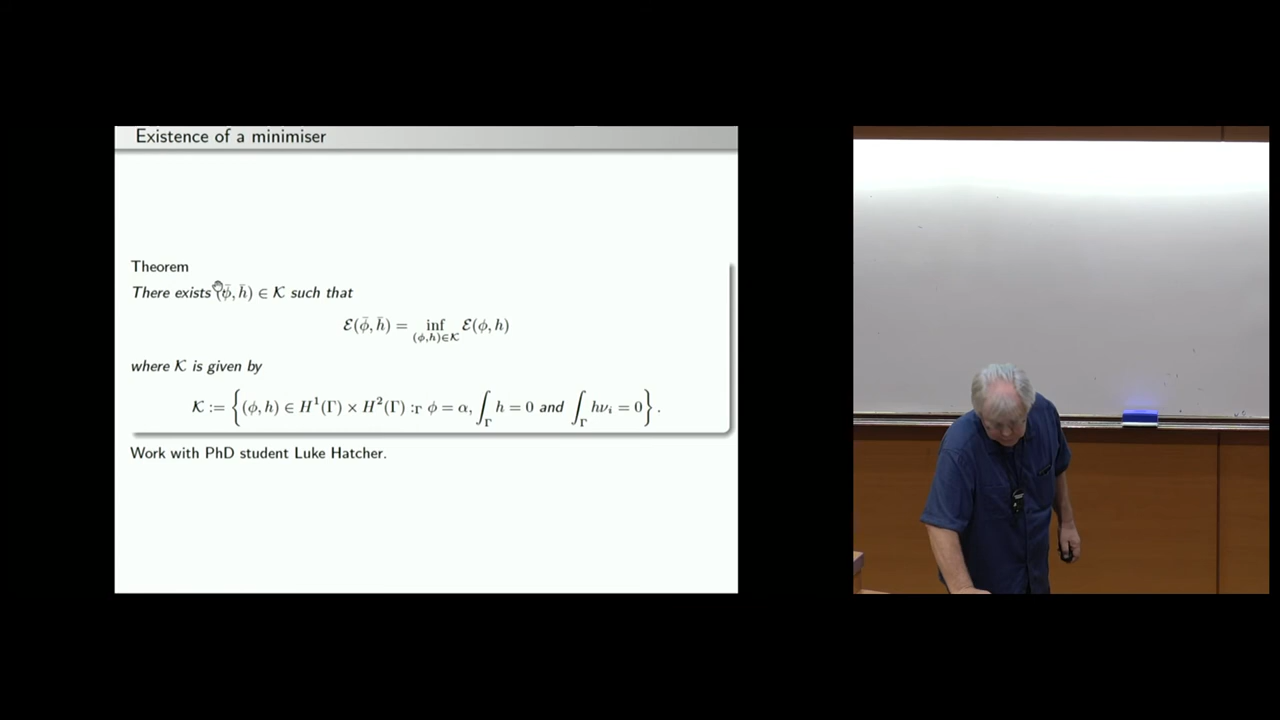 Existence of a minimiser
Theorem
There exists (ϕ̄, h̄) ∈ 𝒦 such that
ℰ(ϕ̄, h̄) = inf_{(ϕ,h)∈𝒦} ℰ(ϕ, h)
where 𝒦 is given by
𝒦 := { (ϕ, h) ∈ H¹(Γ) × H²(Γ) :_Γ ϕ = α, ∫_Γ h = 0 and ∫_Γ hν_i = 0 } .
Work with PhD student Luke Hatcher.